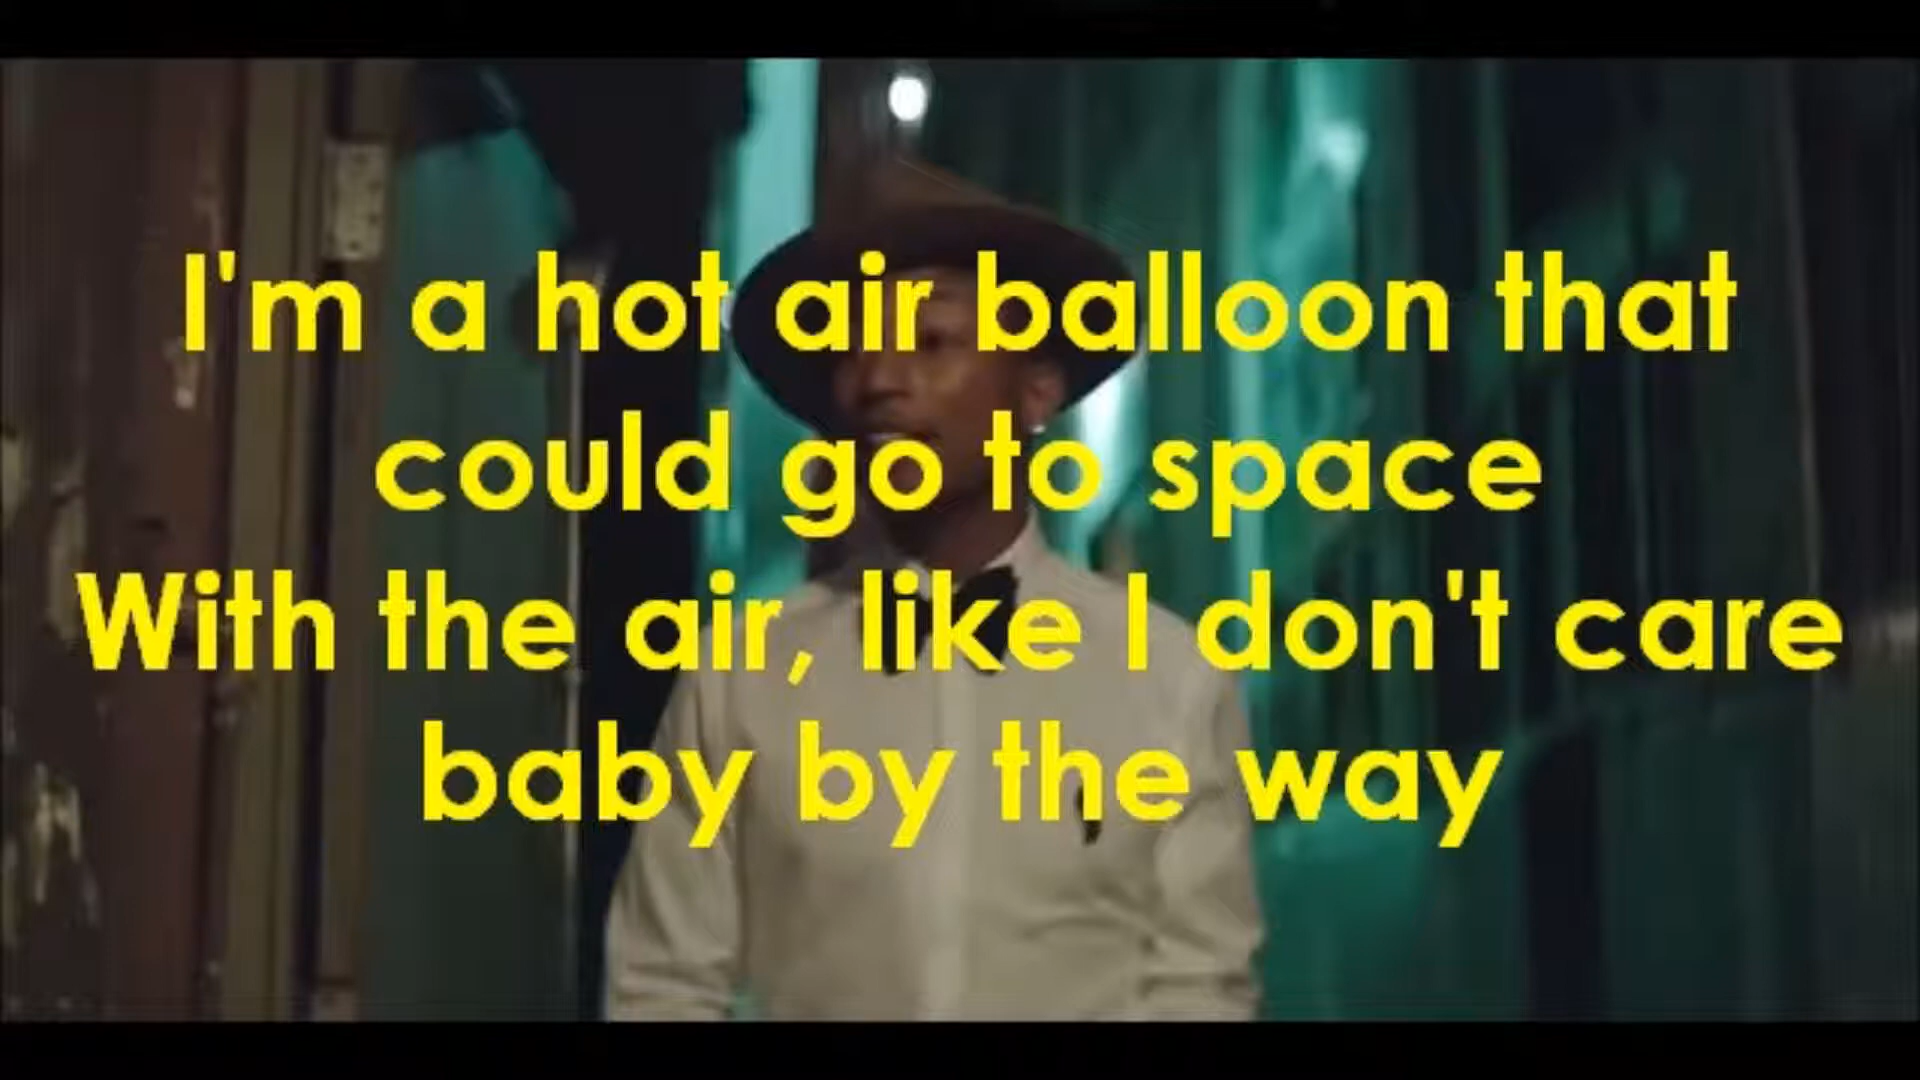 I'm a hot air balloon that
could go to space
With the air, like I don't care
baby by the way